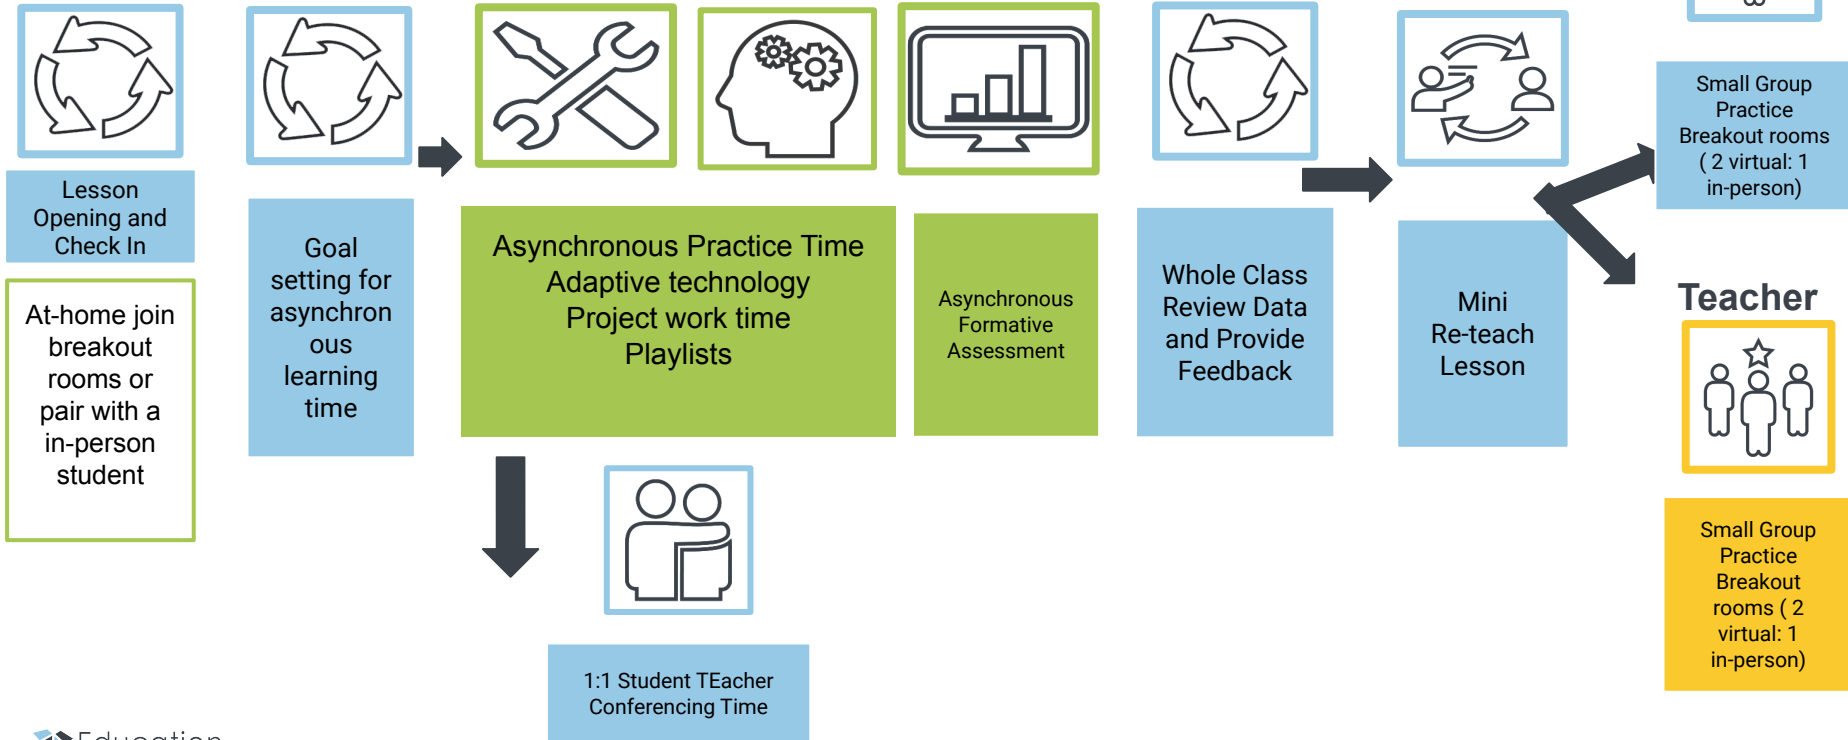 Lesson
Opening and
Check In
At-home join
breakout
rooms or
pair with a
in-person
student
Goal
setting for
asynchron
ous
learning
time
Asynchronous Practice Time
Adaptive technology
Project work time
Playlists
1:1 Student TEacher
Conferencing Time
Asynchronous
Formative
Assessment
Whole Class
Review Data
and Provide
Feedback
Mini
Re-teach
Lesson
Small Group
Practice
Breakout rooms
( 2 virtual: 1
in-person)
Teacher
Small Group
Practice
Breakout
rooms ( 2
virtual: 1
in-person)
Education